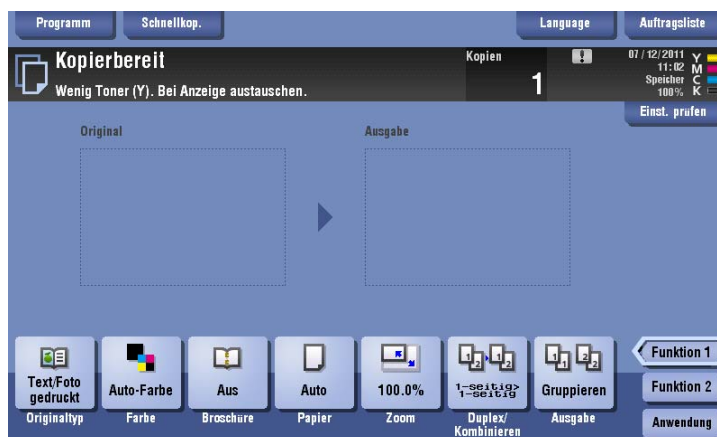 Programm
Schnellkop.
Language
Auftragsliste
Kopierbereit
Wenig Toner (Y). Bei Anzeige austauschen.
Kopien
1
07/12/2011
11:02
Speicher
100%
Y
M
C
K
Einst. prüfen
Original
Ausgabe
Text/Foto
gedruckt
Auto-Farbe
Aus
Auto
100.0%
1-seitig>
1-seitig
Gruppieren
Originaltyp
Farbe
Broschüre
Papier
Zoom
Duplex/
Kombinieren
Ausgabe
Funktion 1
Funktion 2
Anwendung